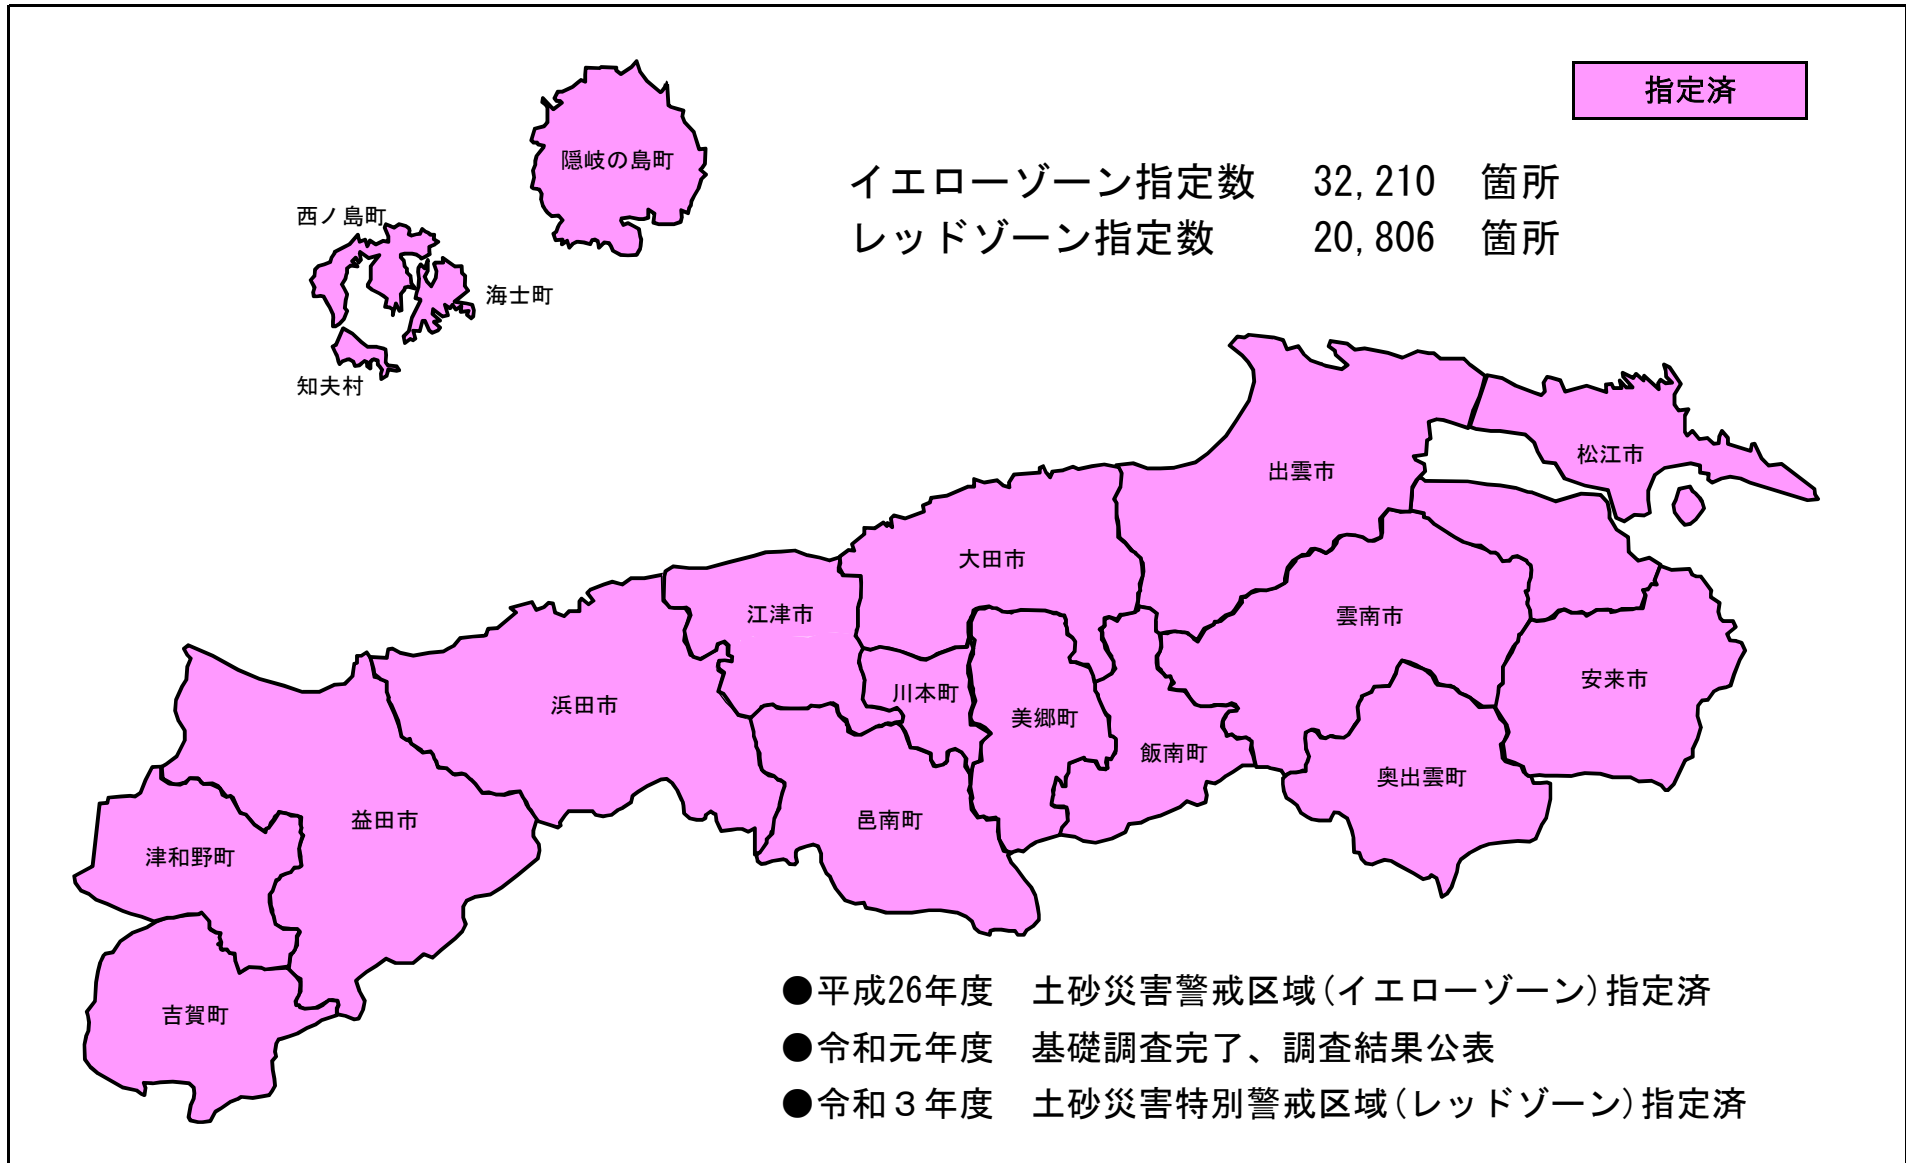 指定済
隠岐の島町
イエローゾーン指定数 32,210 箇所
レッドゾーン指定数 20,806 箇所
西ノ島町
海士町
知夫村
松江市
出雲市
大田市
江津市
雲南市
安来市
川本町
浜田市
美郷町
飯南町
奥出雲町
益田市
邑南町
津和野町
吉賀町
●平成26年度 土砂災害警戒区域(イエローゾーン)指定済
●令和元年度 基礎調査完了、調査結果公表
●令和３年度 土砂災害特別警戒区域(レッドゾーン)指定済